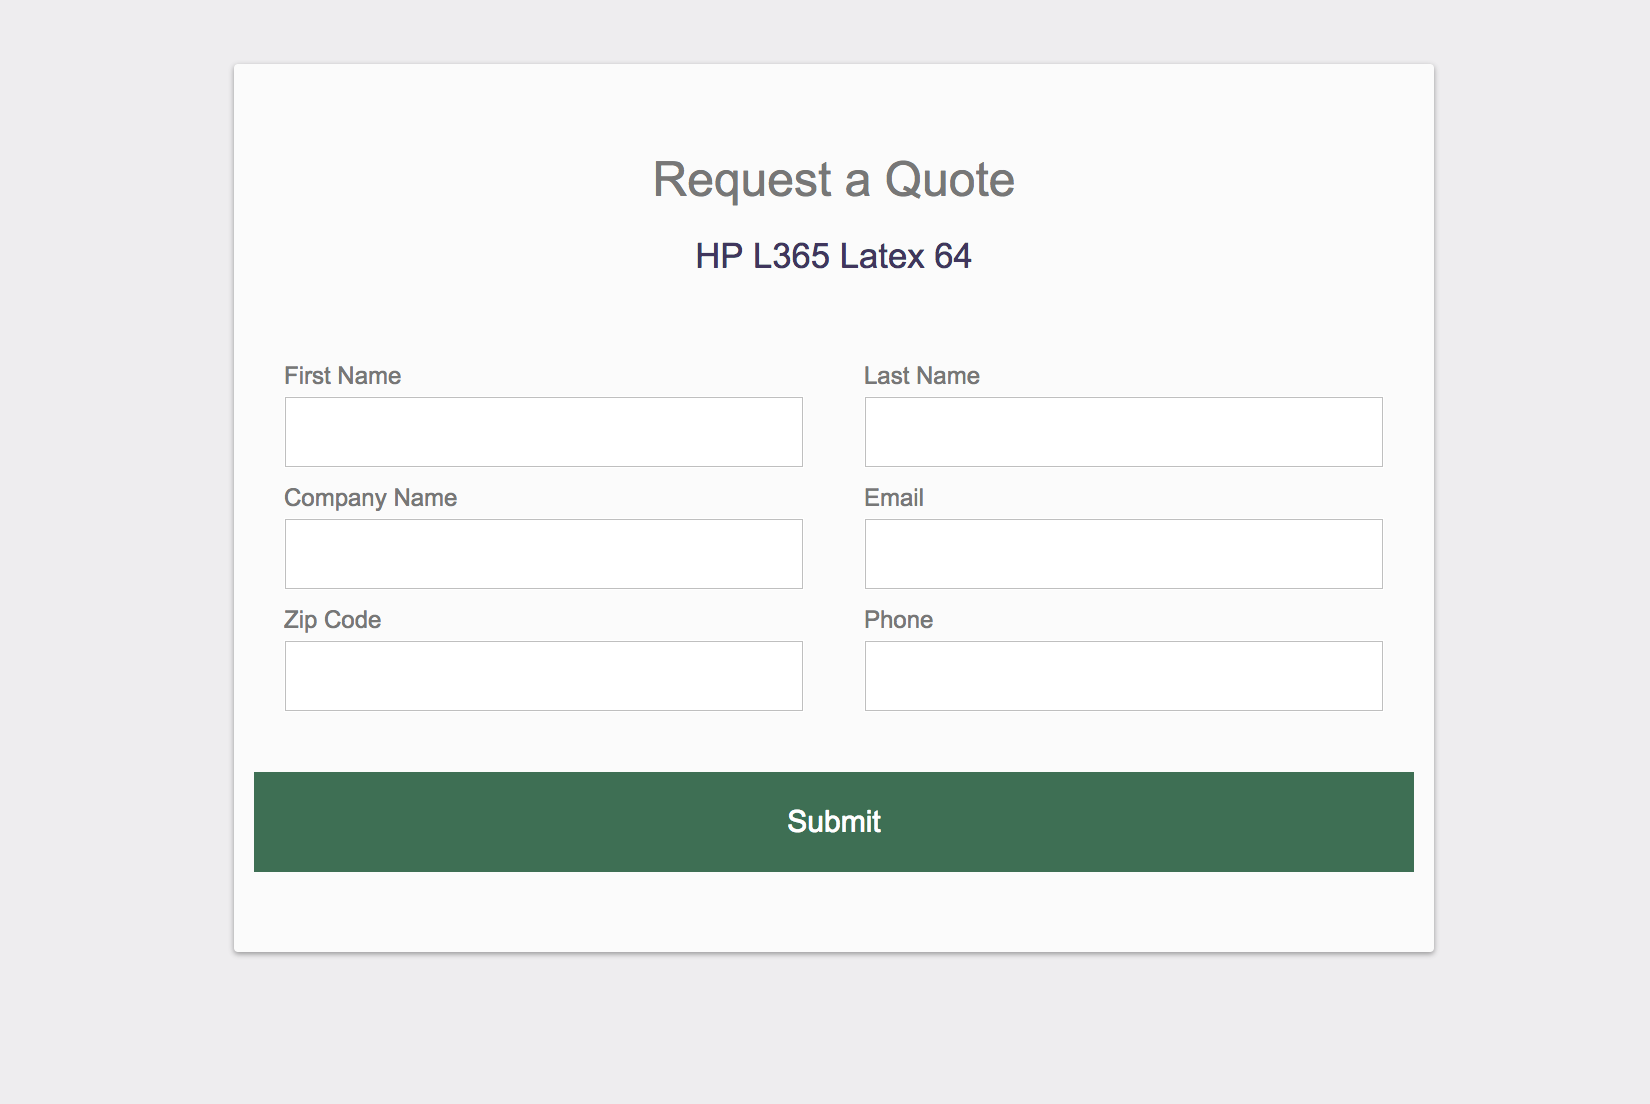 Request a Quote
HP L365 Latex 64
First Name
Last Name
Company Name
Email
Zip Code
Phone
Submit